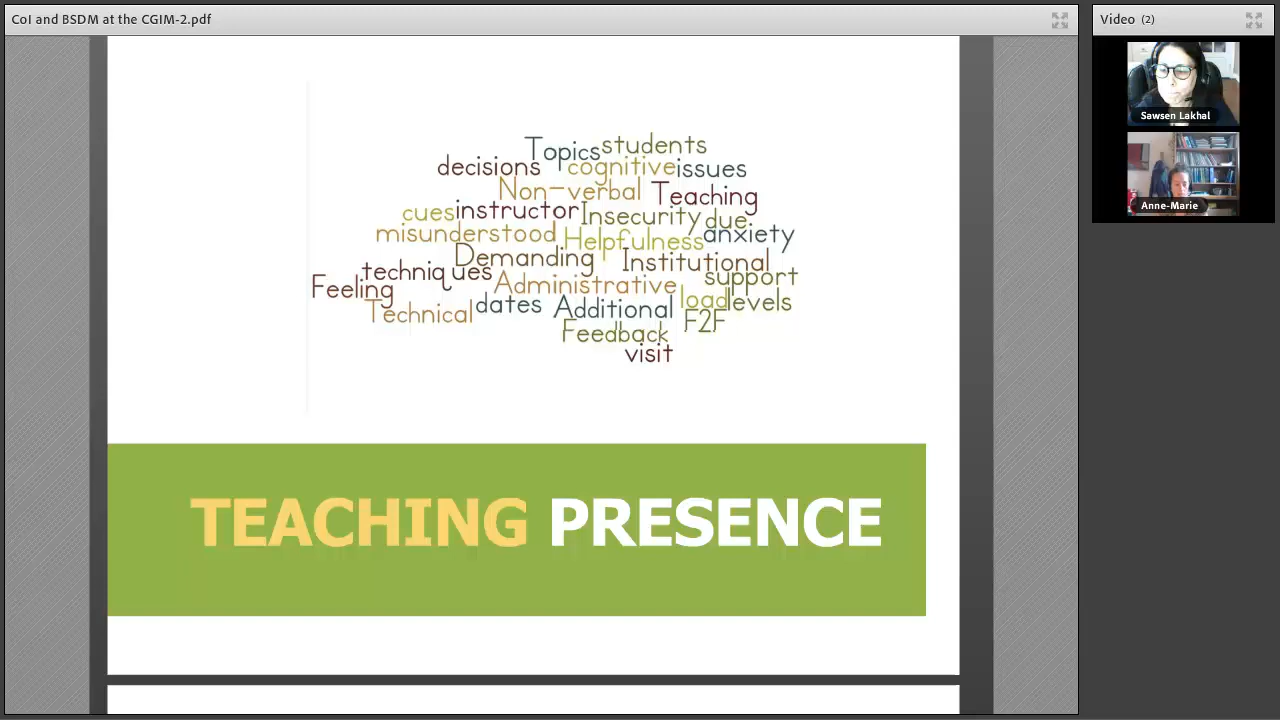 CoI and BSDM at the CGIM-2.pdf
Video (2)
Sawsen Lakhal
Anne-Marie
Topics students
decisions cognitive issues
Non-verbal Teaching
cues instructor Insecurity due
misunderstood Helpfulness anxiety
Demanding Institutional
techniques support
Feeling Administrative load levels
Technical dates Additional F2F
Feedback
visit
TEACHING PRESENCE